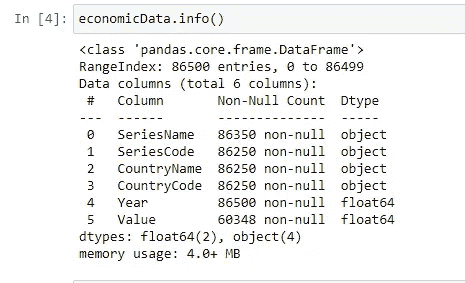 In [4]: economicData.info()
<class 'pandas.core.frame.DataFrame'>
RangeIndex: 86500 entries, 0 to 86499
Data columns (total 6 columns):
 #   Column       Non-Null Count  Dtype
---  ------       --------------  -----
 0   SeriesName   86350 non-null  object
 1   SeriesCode   86250 non-null  object
 2   CountryName  86250 non-null  object
 3   CountryCode  86250 non-null  object
 4   Year         86500 non-null  float64
 5   Value        60348 non-null  float64
dtypes: float64(2), object(4)
memory usage: 4.0+ MB